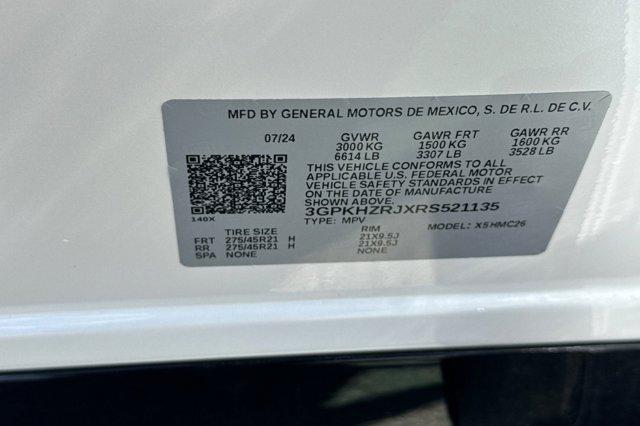 MFD BY GENERAL MOTORS DE MEXICO, S. DE R.L. DE C.V.
07/24 GVWR GAWR FRT GAWR RR
3000 KG 1500 KG 1600 KG
6614 LB 3307 LB 3528 LB
THIS VEHICLE CONFORMS TO ALL
APPLICABLE U.S. FEDERAL MOTOR
VEHICLE SAFETY STANDARDS IN EFFECT
ON THE DATE OF MANUFACTURE
3GPKHZRJXRS521135
140X TYPE: MPV MODEL: X5HMC26
TIRE SIZE RIM
FRT 275/45R21 H 21X9.5J
RR 275/45R21 H 21X9.5J
SPA NONE NONE